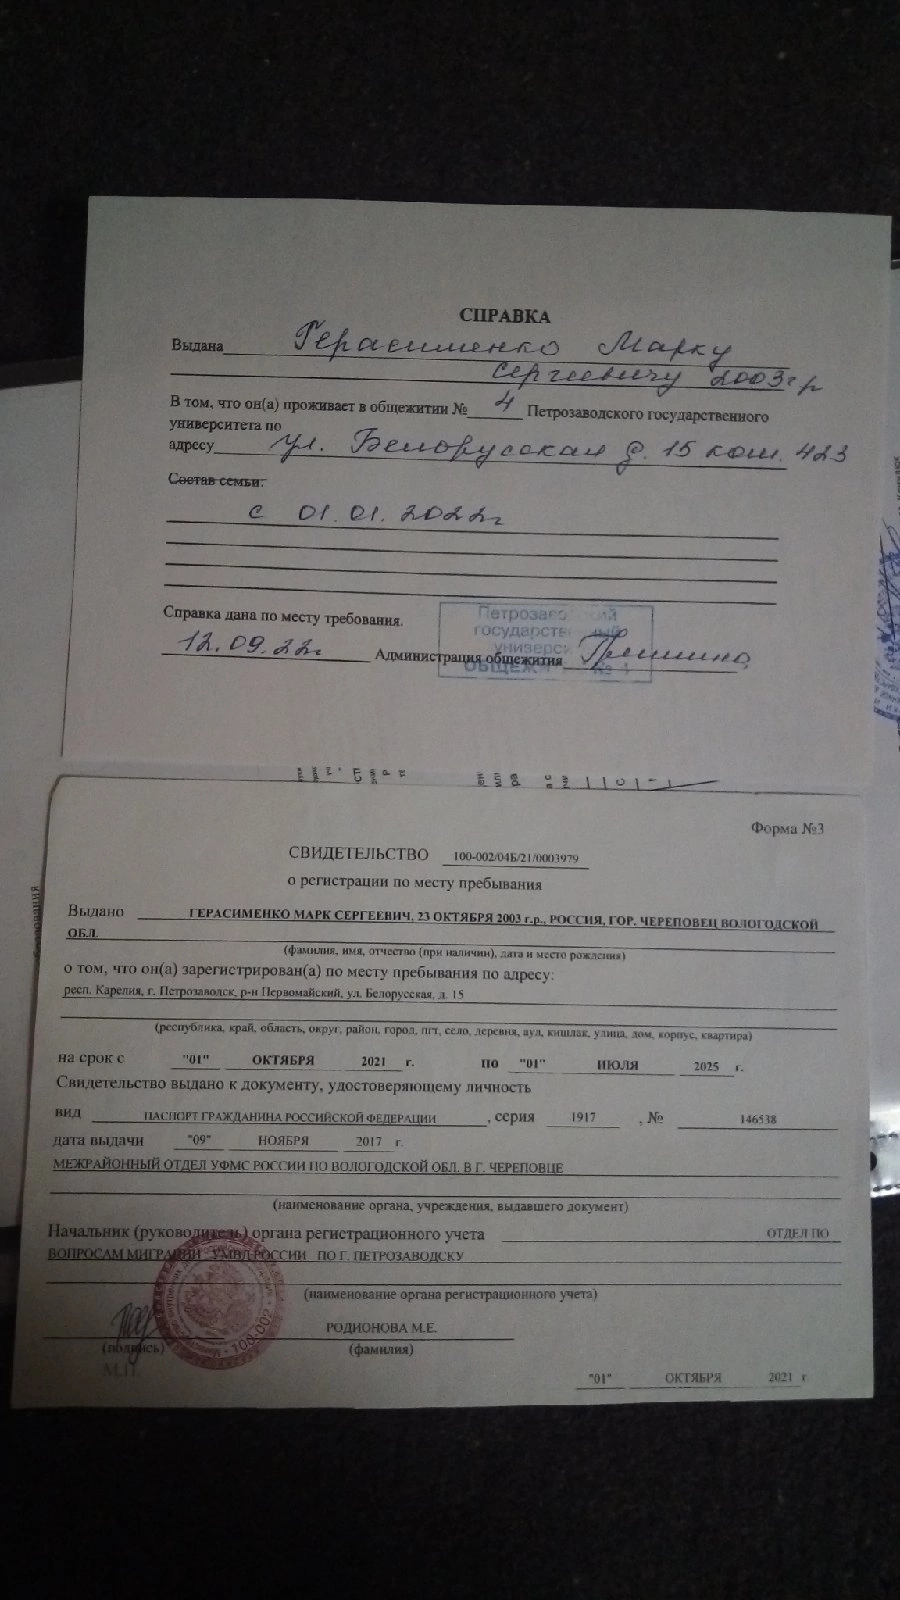 СПРАВКА
Выдана Герасименко Марку
Сергеевичу 2003г р
В том, что он(а) проживает в общежитии № 4 Петрозаводского государственного
университета по
адресу ул. Белорусская д. 15 ком. 423
Состав семьи:
с 01.01.2022г
Справка дана по месту требования.
Петрозаводский
государственный
универси
12.09.22г Администрация общежития
ОБЩЕЖ № 4
Форма №3
СВИДЕТЕЛЬСТВО 100-002/04Б/21/0003979
о регистрации по месту пребывания
Выдано ГЕРАСИМЕНКО МАРК СЕРГЕЕВИЧ, 23 ОКТЯБРЯ 2003 г.р., РОССИЯ, ГОР. ЧЕРЕПОВЕЦ ВОЛОГОДСКОЙ
ОБЛ.
(фамилия, имя, отчество (при наличии), дата и место рождения)
о том, что он(а) зарегистрирован(а) по месту пребывания по адресу:
респ. Карелия, г. Петрозаводск, р-н Первомайский, ул. Белорусская, д. 15
(республика, край, область, округ, район, город, пгт, село, деревня, аул, кишлак, улица, дом, корпус, квартира)
на срок с "01" ОКТЯБРЯ 2021 г. по "01" ИЮЛЯ 2025 г.
Свидетельство выдано к документу, удостоверяющему личность
вид ПАСПОРТ ГРАЖДАНИНА РОССИЙСКОЙ ФЕДЕРАЦИИ , серия 1917 , № 146538
дата выдачи "09" НОЯБРЯ 2017 г.
МЕЖРАЙОННЫЙ ОТДЕЛ УФМС РОССИИ ПО ВОЛОГОДСКОЙ ОБЛ. В Г. ЧЕРЕПОВЦЕ
(наименование органа, учреждения, выдавшего документ)
Начальник (руководитель) органа регистрационного учета ОТДЕЛ ПО
ВОПРОСАМ МИГРАЦИИ УМВД РОССИИ ПО Г. ПЕТРОЗАВОДСКУ
(наименование органа регистрационного учета)
РОДИОНОВА М.Е.
(подпись) (фамилия)
М.П.
100-002
"01" ОКТЯБРЯ 2021 г.